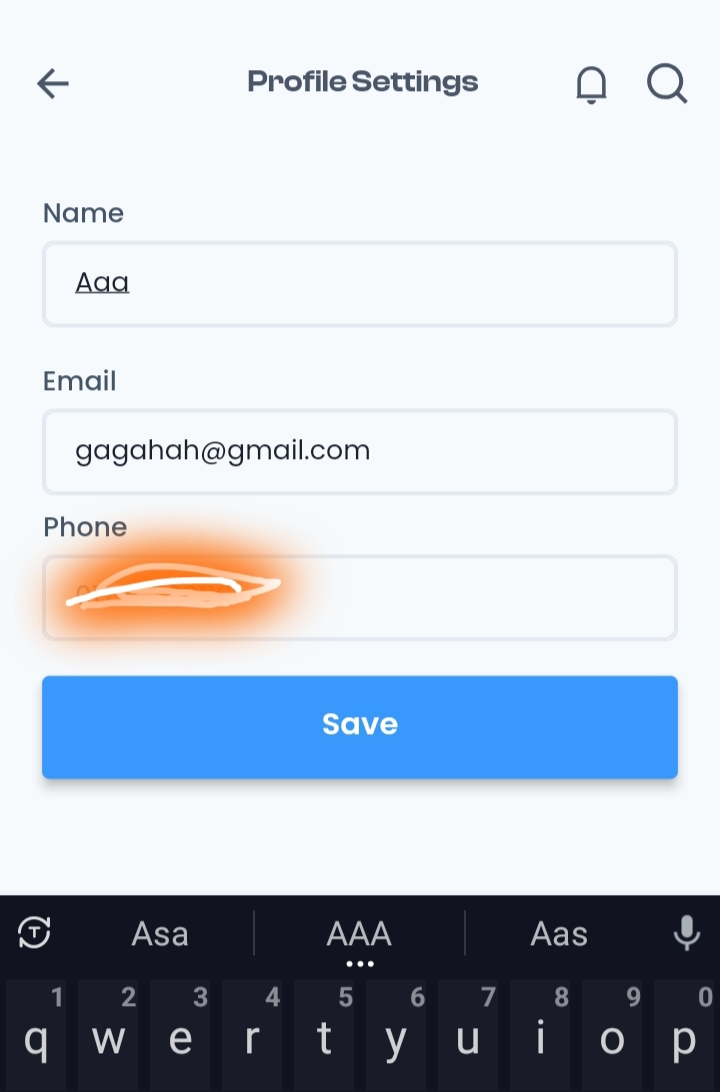 Profile Settings
Name
Aaa
Email
gagahah@gmail.com
Phone
Save
Asa AAA Aas
1 2 3 4 5 6 7 8 9 0
q w e r t y u i o p